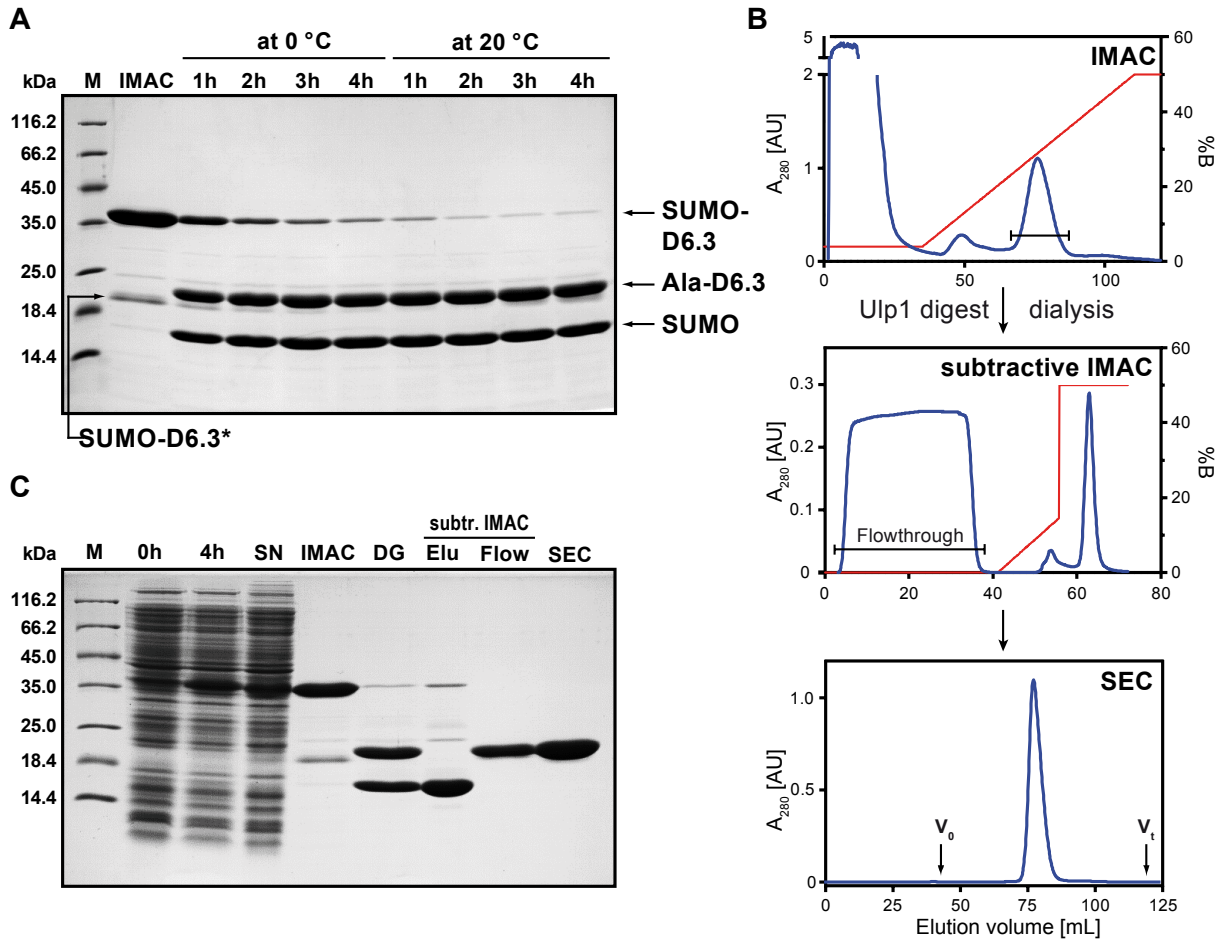 A
at 0 °C at 20 °C
kDa M IMAC 1h 2h 3h 4h 1h 2h 3h 4h
116.2
66.2
45.0
35.0
25.0
18.4
14.4
SUMO-
D6.3
Ala-D6.3
SUMO
SUMO-D6.3*
B
IMAC
5
2
1
0
A280 [AU]
60
40
20
0
%B
0 50 100
Ulp1 digest dialysis
subtractive IMAC
0.3
0.2
0.1
0
A280 [AU]
60
40
20
0
%B
Flowthrough
0 20 40 60 80
SEC
1.0
0.5
0
A280 [AU]
V0 Vt
0 25 50 75 100 125
Elution volume [mL]
C
subtr. IMAC
kDa M 0h 4h SN IMAC DG Elu Flow SEC
116.2
66.2
45.0
35.0
25.0
18.4
14.4